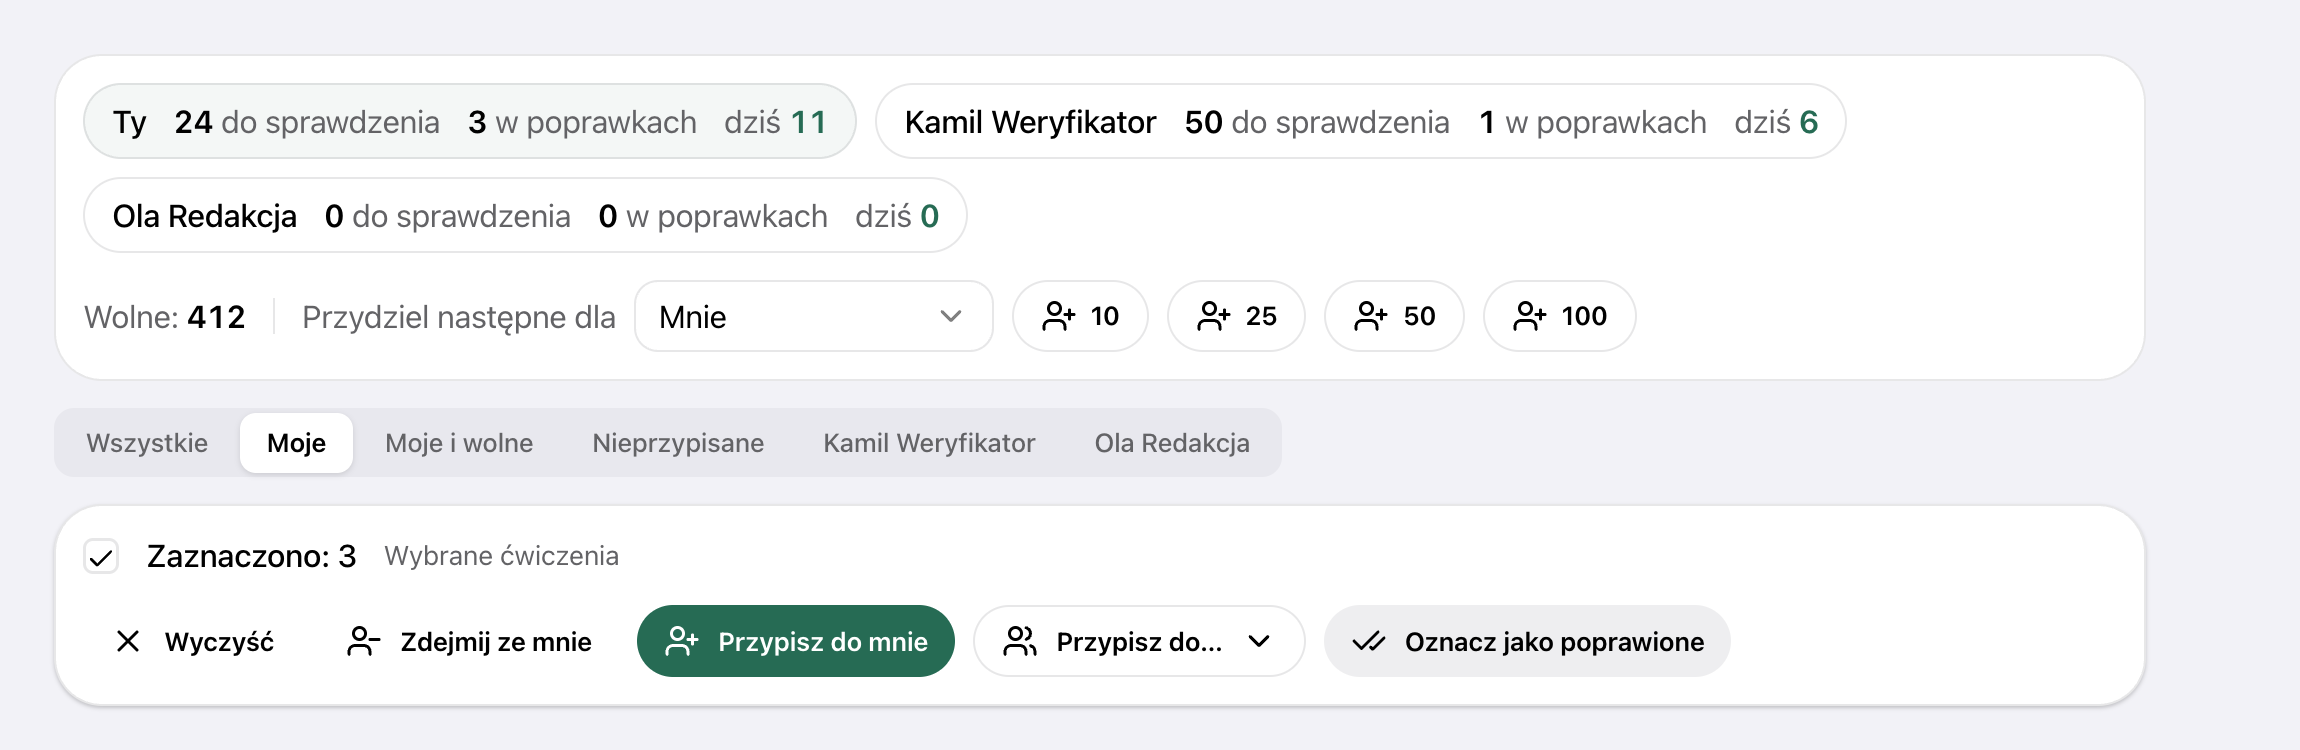 Ty 24 do sprawdzenia 3 w poprawkach dziś 11 Kamil Weryfikator 50 do sprawdzenia 1 w poprawkach dziś 6
Ola Redakcja 0 do sprawdzenia 0 w poprawkach dziś 0
Wolne: 412 Przydziel następne dla Mnie 10 25 50 100
Wszystkie Moje Moje i wolne Nieprzypisane Kamil Weryfikator Ola Redakcja
Zaznaczono: 3 Wybrane ćwiczenia
Wyczyść Zdejmij ze mnie Przypisz do mnie Przypisz do... Oznacz jako poprawione